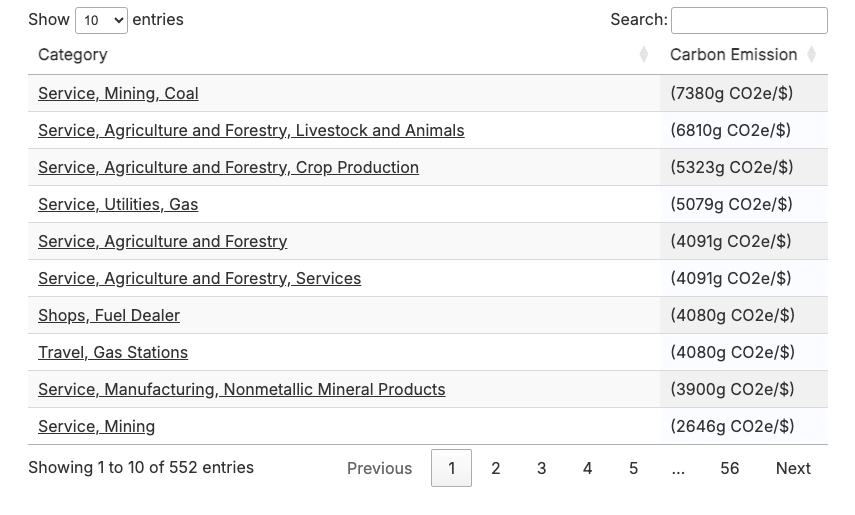 Show 10 entries Search:
Category Carbon Emission
Service, Mining, Coal (7380g CO2e/$)
Service, Agriculture and Forestry, Livestock and Animals (6810g CO2e/$)
Service, Agriculture and Forestry, Crop Production (5323g CO2e/$)
Service, Utilities, Gas (5079g CO2e/$)
Service, Agriculture and Forestry (4091g CO2e/$)
Service, Agriculture and Forestry, Services (4091g CO2e/$)
Shops, Fuel Dealer (4080g CO2e/$)
Travel, Gas Stations (4080g CO2e/$)
Service, Manufacturing, Nonmetallic Mineral Products (3900g CO2e/$)
Service, Mining (2646g CO2e/$)
Showing 1 to 10 of 552 entries Previous 1 2 3 4 5 ... 56 Next